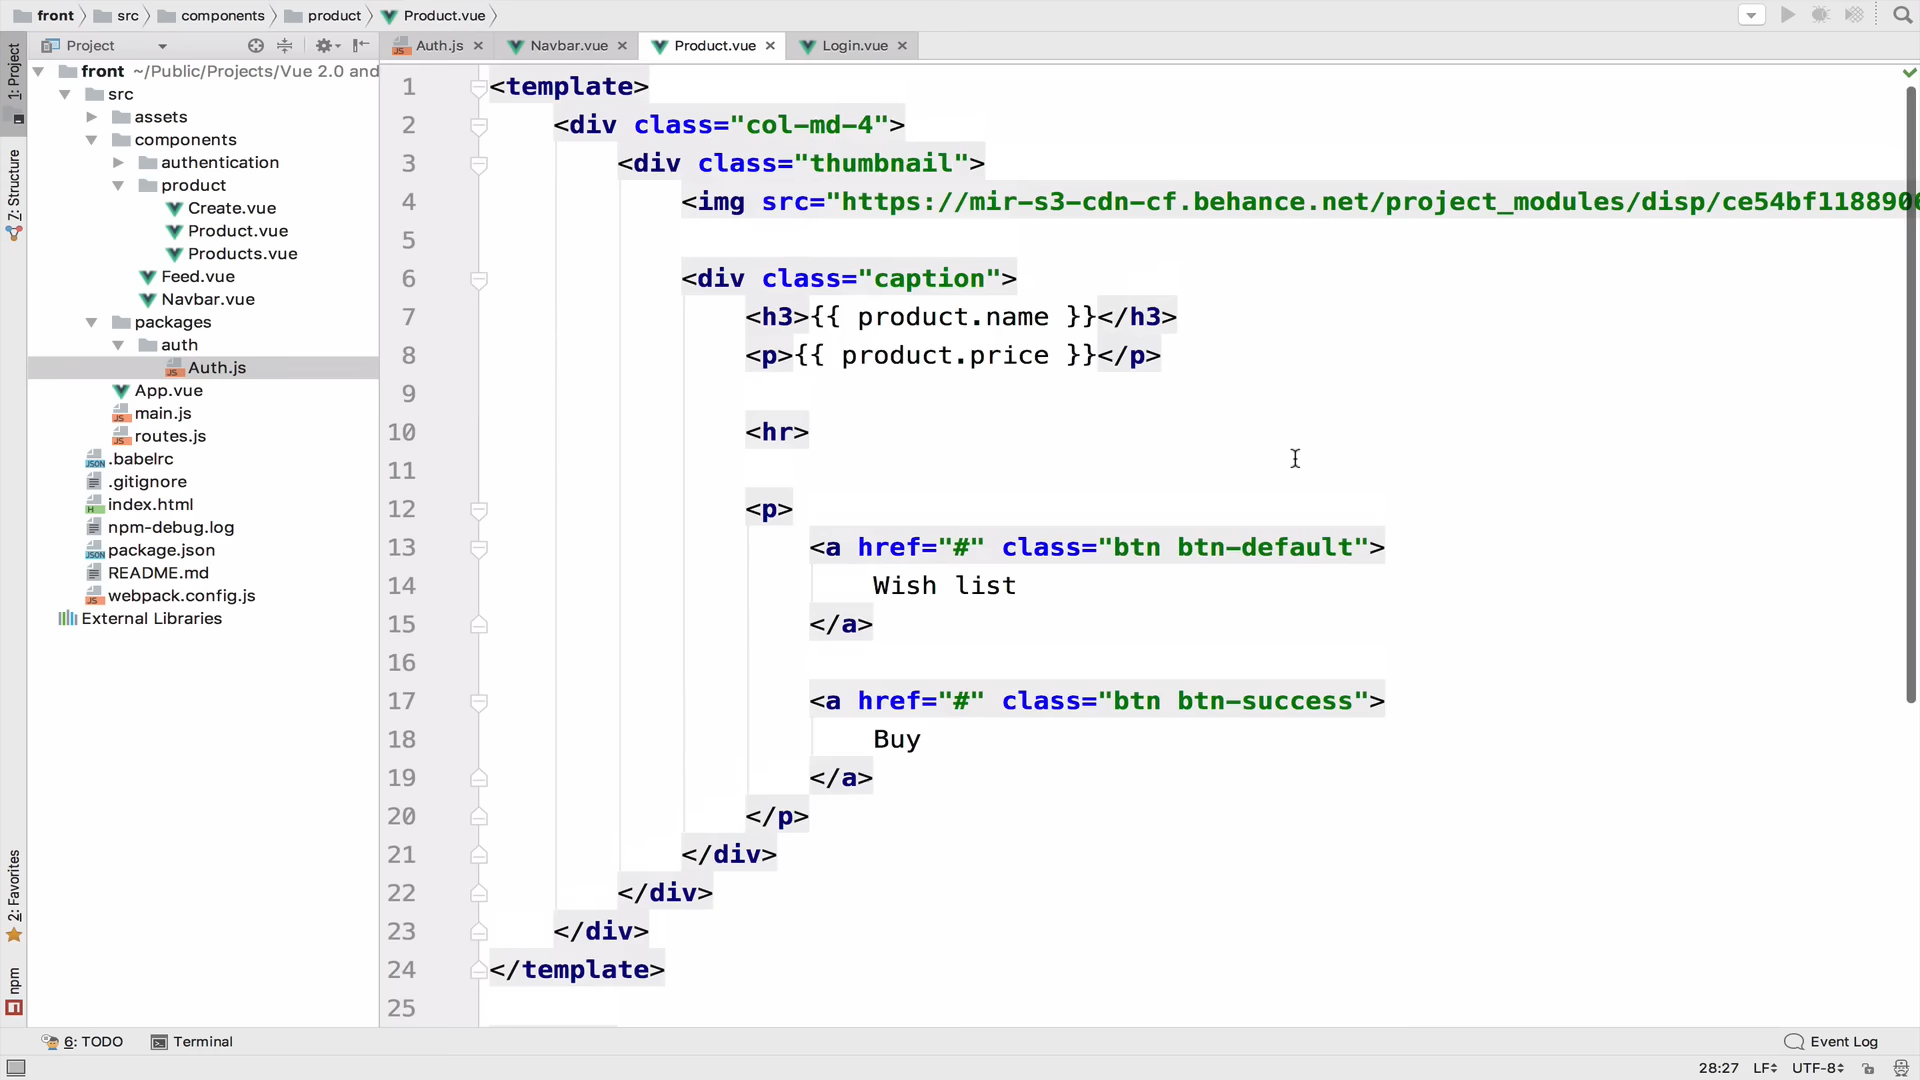 front src components product Product.vue
Project
Auth.js Navbar.vue Product.vue Login.vue
1: Project
Z: Structure
2: Favorites
npm
front ~/Public/Projects/Vue 2.0 and
src
assets
components
authentication
product
Create.vue
Product.vue
Products.vue
Feed.vue
Navbar.vue
packages
auth
Auth.js
App.vue
main.js
routes.js
.babelrc
.gitignore
index.html
npm-debug.log
package.json
README.md
webpack.config.js
External Libraries
1 <template>
2 <div class="col-md-4">
3 <div class="thumbnail">
4 <img src="https://mir-s3-cdn-cf.behance.net/project_modules/disp/ce54bf1188906
5
6 <div class="caption">
7 <h3>{{ product.name }}</h3>
8 <p>{{ product.price }}</p>
9
10 <hr>
11
12 <p>
13 <a href="#" class="btn btn-default">
14 Wish list
15 </a>
16
17 <a href="#" class="btn btn-success">
18 Buy
19 </a>
20 </p>
21 </div>
22 </div>
23 </div>
24 </template>
25
6: TODO Terminal Event Log
28:27 LF UTF-8